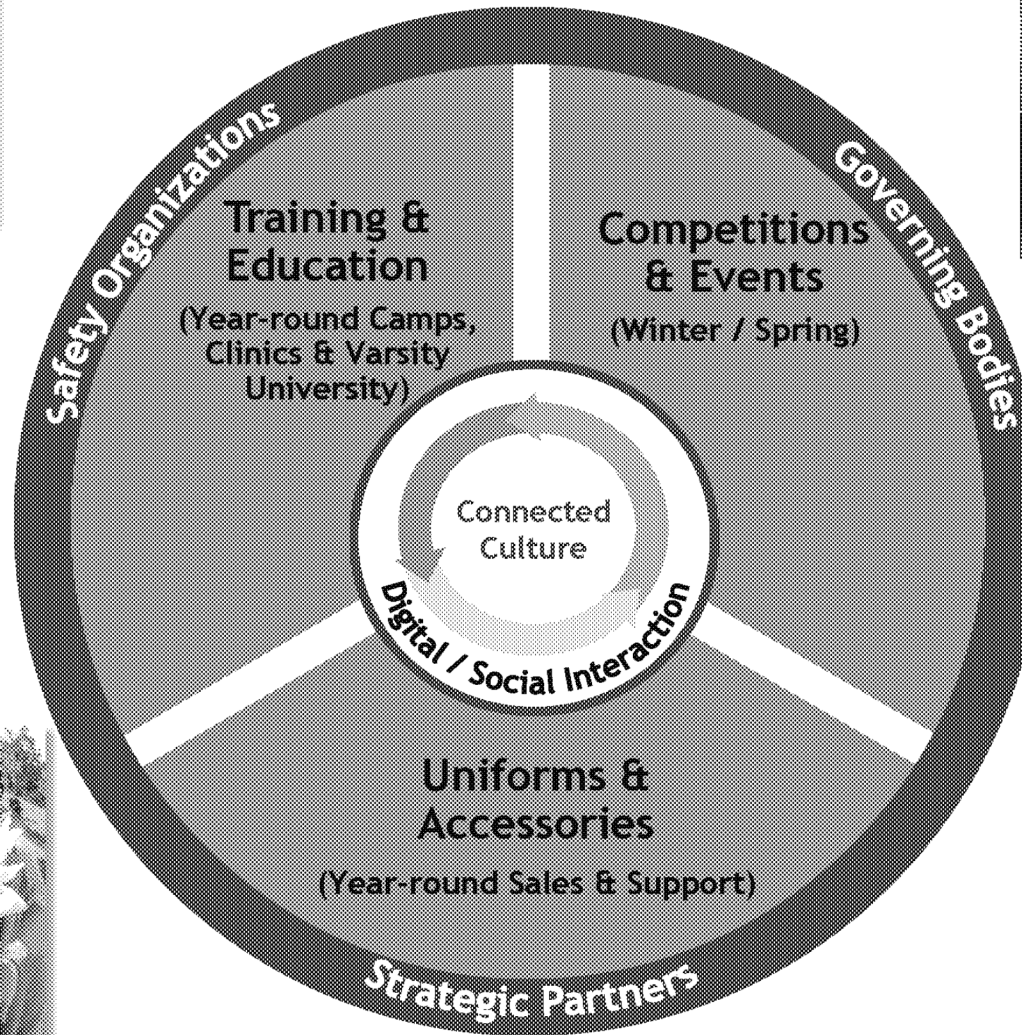 Safety Organizations
Governing Bodies
Training &
Education
(Year-round Camps,
Clinics & Varsity
University)
Competitions
& Events
(Winter / Spring)
Connected
Culture
Digital / Social Interaction
Uniforms &
Accessories
(Year-round Sales & Support)
Strategic Partners